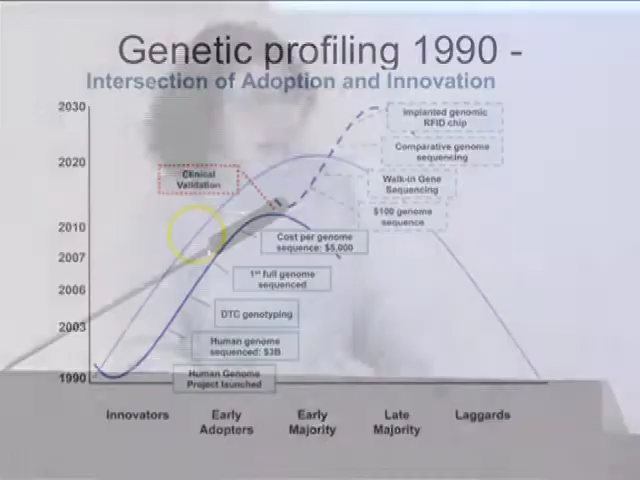 Genetic profiling 1990 -
Intersection of Adoption and Innovation
2030
Implanted genomic
RFID chip
Comparative genome
sequencing
2020
Clinical
Validation
Walk-in Gene
Sequencing
$100 genome
sequence
2010
Cost per genome
sequence: $5,000
2007
1st full genome
sequenced
2006
DTC genotyping
2003
Human genome
sequenced: $3B
1990
Human Genome
Project launched
Innovators
Early
Adopters
Early
Majority
Late
Majority
Laggards